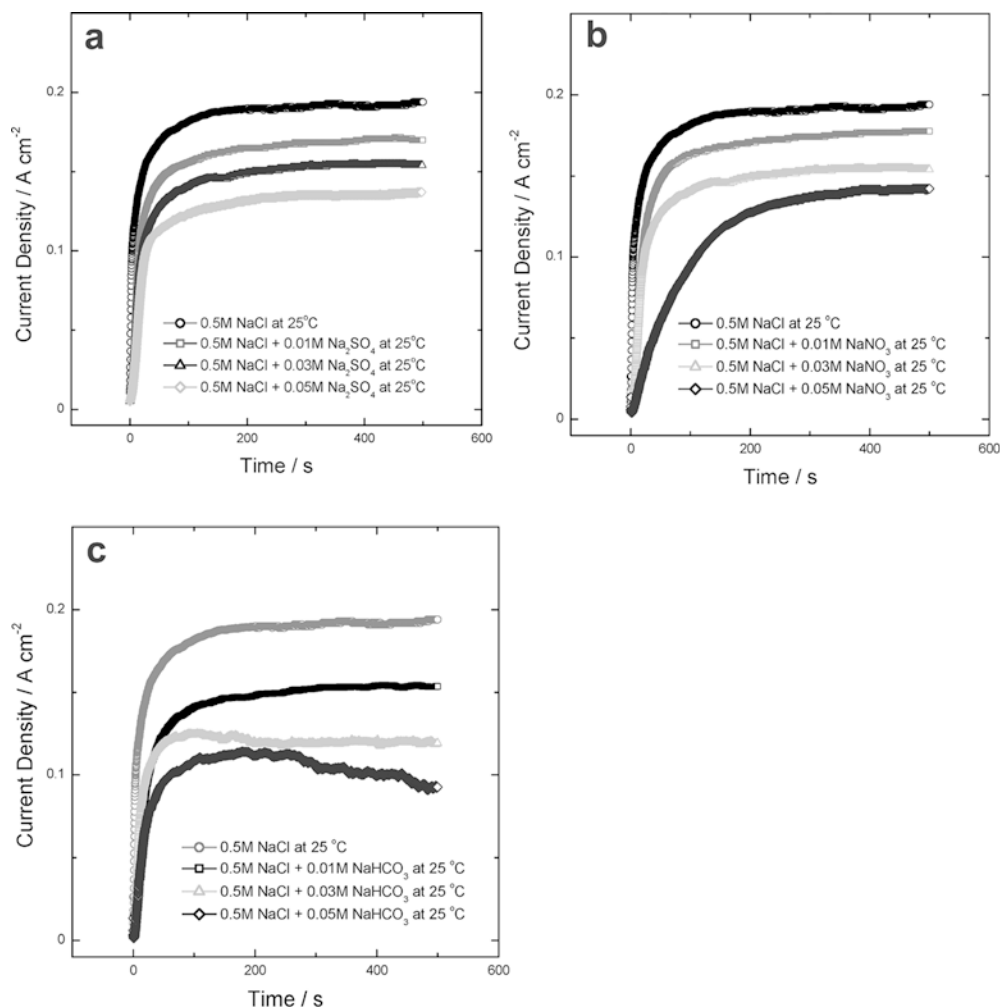 a
0.2
0.1
0
Current Density / A cm⁻²
0.5M NaCl at 25°C
0.5M NaCl + 0.01M Na₂SO₄ at 25°C
0.5M NaCl + 0.03M Na₂SO₄ at 25°C
0.5M NaCl + 0.05M Na₂SO₄ at 25°C
0 200 400 600
Time / s
b
0.2
0.1
0
Current Density / A cm⁻²
0.5M NaCl at 25 °C
0.5M NaCl + 0.01M NaNO₃ at 25 °C
0.5M NaCl + 0.03M NaNO₃ at 25 °C
0.5M NaCl + 0.05M NaNO₃ at 25 °C
0 200 400 600
Time / s
c
0.2
0.1
0
Current Density / A cm⁻²
0.5M NaCl at 25 °C
0.5M NaCl + 0.01M NaHCO₃ at 25 °C
0.5M NaCl + 0.03M NaHCO₃ at 25 °C
0.5M NaCl + 0.05M NaHCO₃ at 25 °C
0 200 400 600
Time / s